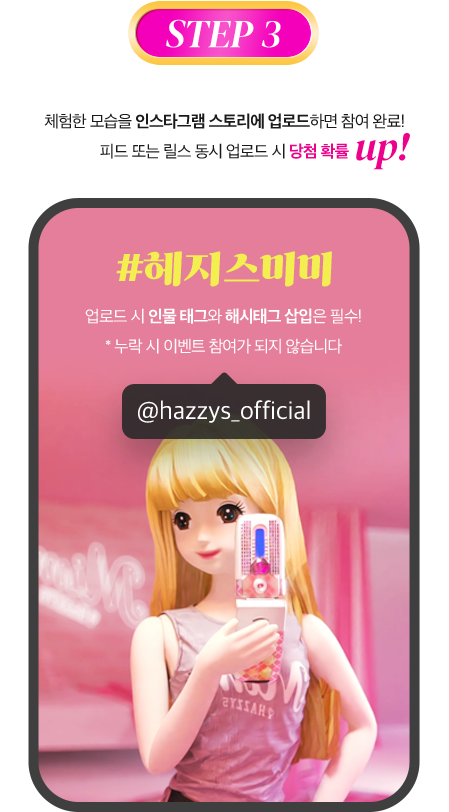 STEP 3
체험한 모습을 인스타그램 스토리에 업로드하면 참여 완료!
피드 또는 릴스 동시 업로드 시 당첨 확률 up!
#헤지스미미
업로드 시 인물 태그와 해시태그 삽입은 필수!
* 누락 시 이벤트 참여가 되지 않습니다
@hazzys_official
Mimi
@HAZZYS